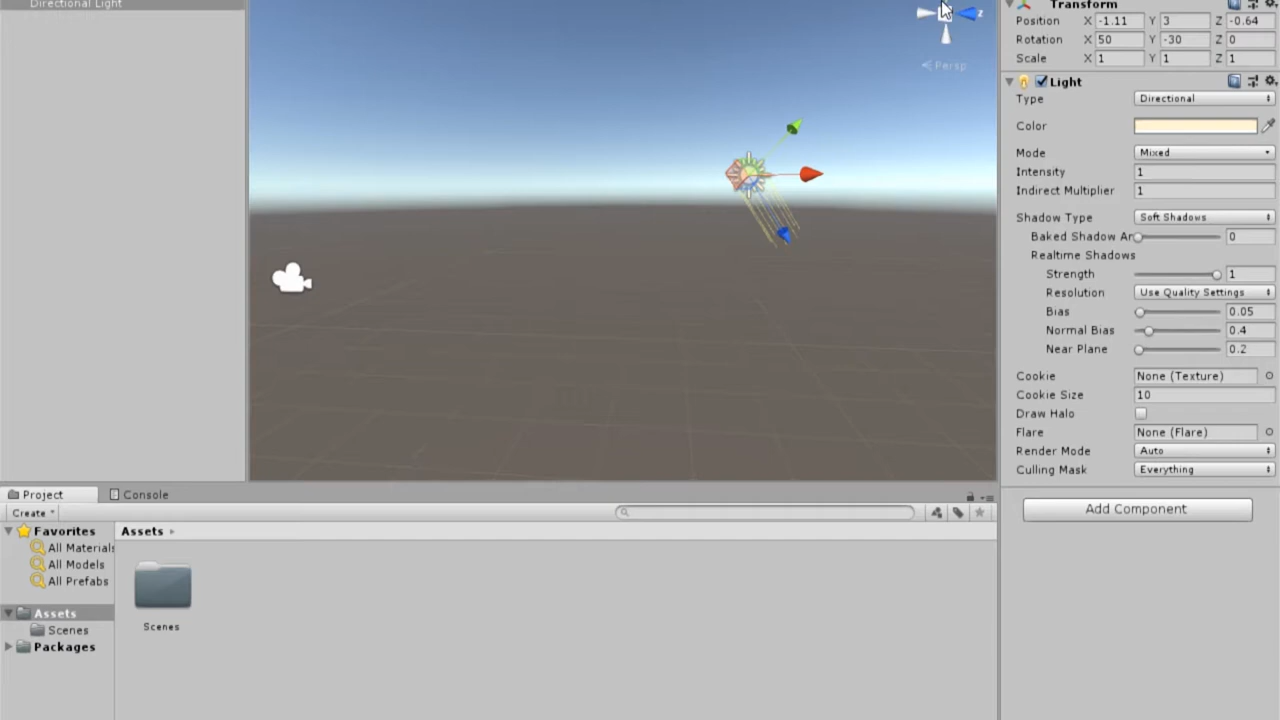 Directional Light
z
Persp
Transform
Position X -1.11 Y 3 Z -0.64
Rotation X 50 Y -30 Z 0
Scale X 1 Y 1 Z 1
Light
Type Directional
Color
Mode Mixed
Intensity 1
Indirect Multiplier 1
Shadow Type Soft Shadows
Baked Shadow Ar 0
Realtime Shadows
Strength 1
Resolution Use Quality Settings
Bias 0.05
Normal Bias 0.4
Near Plane 0.2
Cookie None (Texture)
Cookie Size 10
Draw Halo
Flare None (Flare)
Render Mode Auto
Culling Mask Everything
Add Component
Project Console
Create
Favorites
All Materials
All Models
All Prefabs
Assets
Scenes
Packages
Assets
Scenes